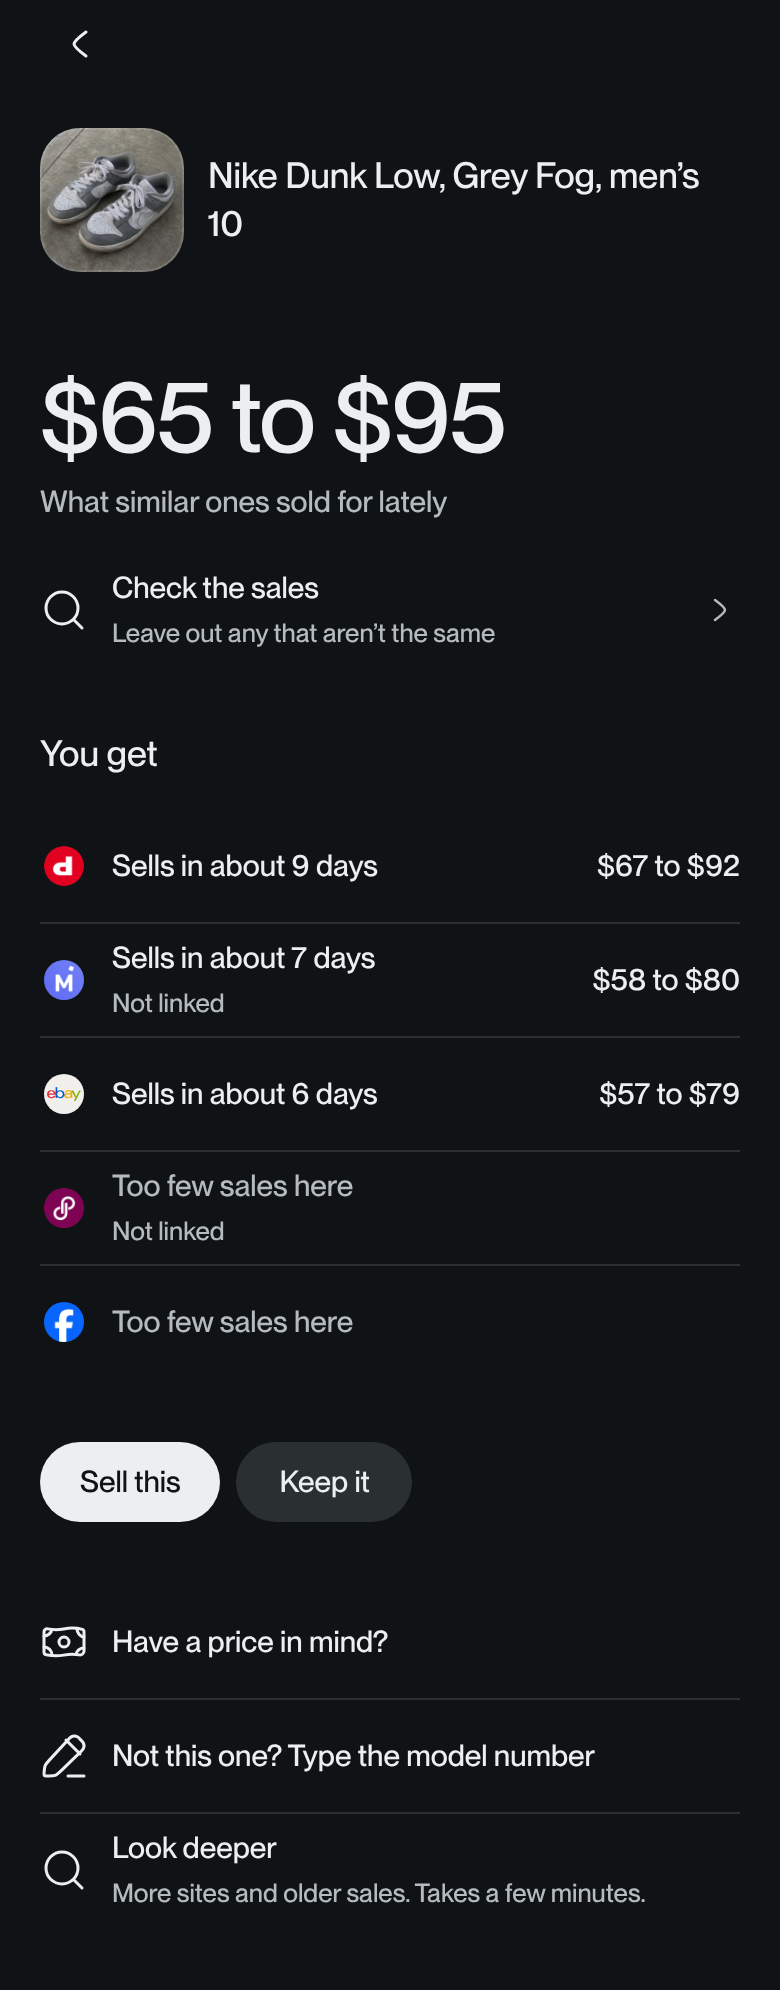 Nike Dunk Low, Grey Fog, men’s
10
$65 to $95
What similar ones sold for lately
Check the sales
Leave out any that aren’t the same
You get
Sells in about 9 days
$67 to $92
Sells in about 7 days
Not linked
$58 to $80
ebay
Sells in about 6 days
$57 to $79
Too few sales here
Not linked
Too few sales here
Sell this
Keep it
Have a price in mind?
Not this one? Type the model number
Look deeper
More sites and older sales. Takes a few minutes.